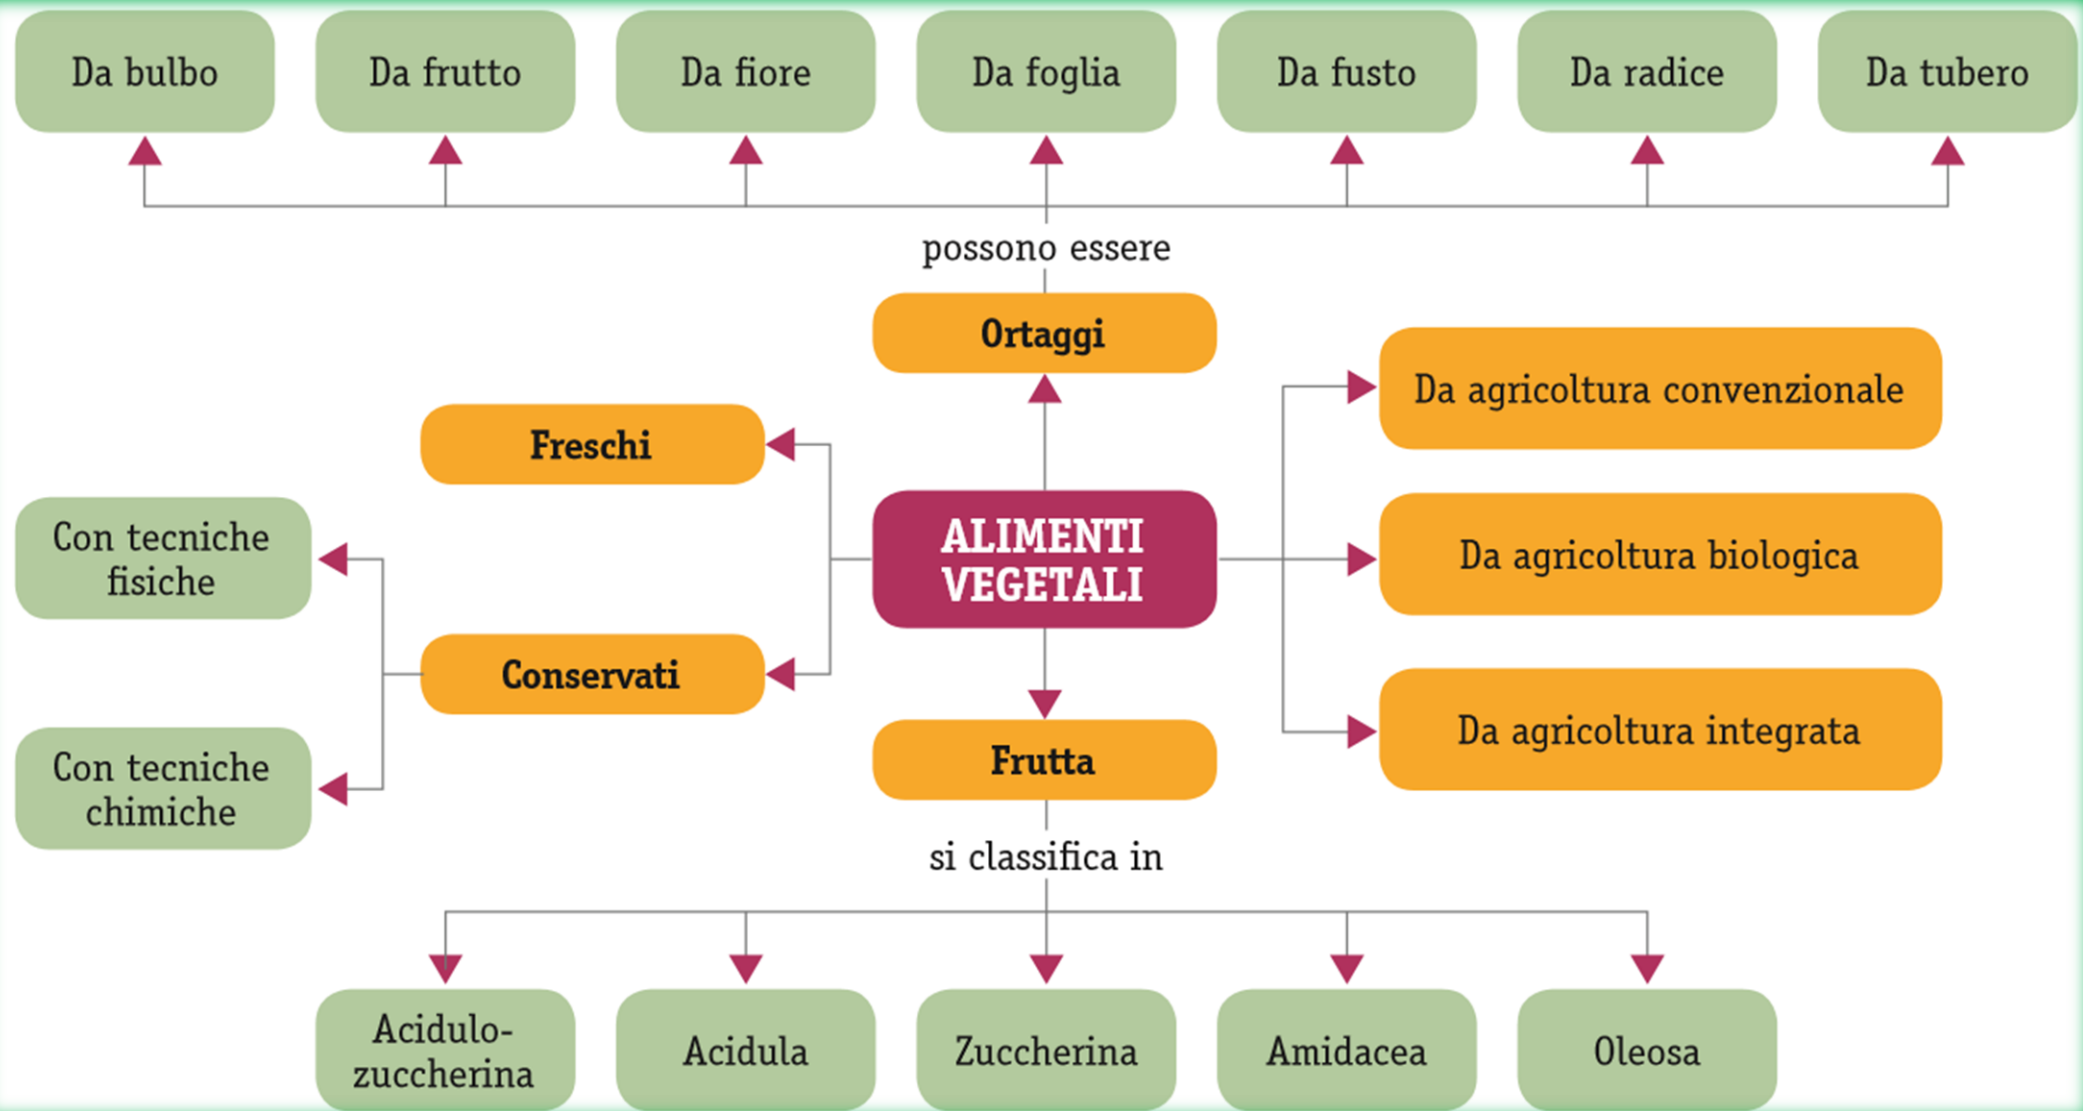 Da bulbo
Da frutto
Da fiore
Da foglia
Da fusto
Da radice
Da tubero
possono essere
Ortaggi
Freschi
Da agricoltura convenzionale
ALIMENTI
VEGETALI
Con tecniche
fisiche
Da agricoltura biologica
Conservati
Da agricoltura integrata
Con tecniche
chimiche
Frutta
si classifica in
Acidulo-
zuccherina
Acidula
Zuccherina
Amidacea
Oleosa